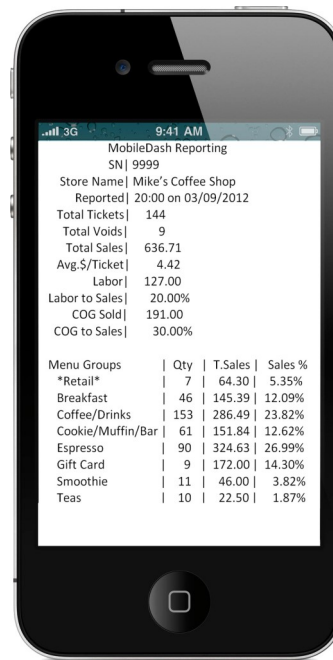 3G 9:41 AM
MobileDash Reporting
SN| 9999
Store Name| Mike's Coffee Shop
Reported| 20:00 on 03/09/2012
Total Tickets| 144
Total Voids| 9
Total Sales| 636.71
Avg.$/Ticket| 4.42
Labor| 127.00
Labor to Sales| 20.00%
COG Sold| 191.00
COG to Sales| 30.00%
Menu Groups | Qty | T.Sales | Sales %
*Retail* | 7 | 64.30 | 5.35%
Breakfast | 46 | 145.39 | 12.09%
Coffee/Drinks | 153 | 286.49 | 23.82%
Cookie/Muffin/Bar | 61 | 151.84 | 12.62%
Espresso | 90 | 324.63 | 26.99%
Gift Card | 9 | 172.00 | 14.30%
Smoothie | 11 | 46.00 | 3.82%
Teas | 10 | 22.50 | 1.87%